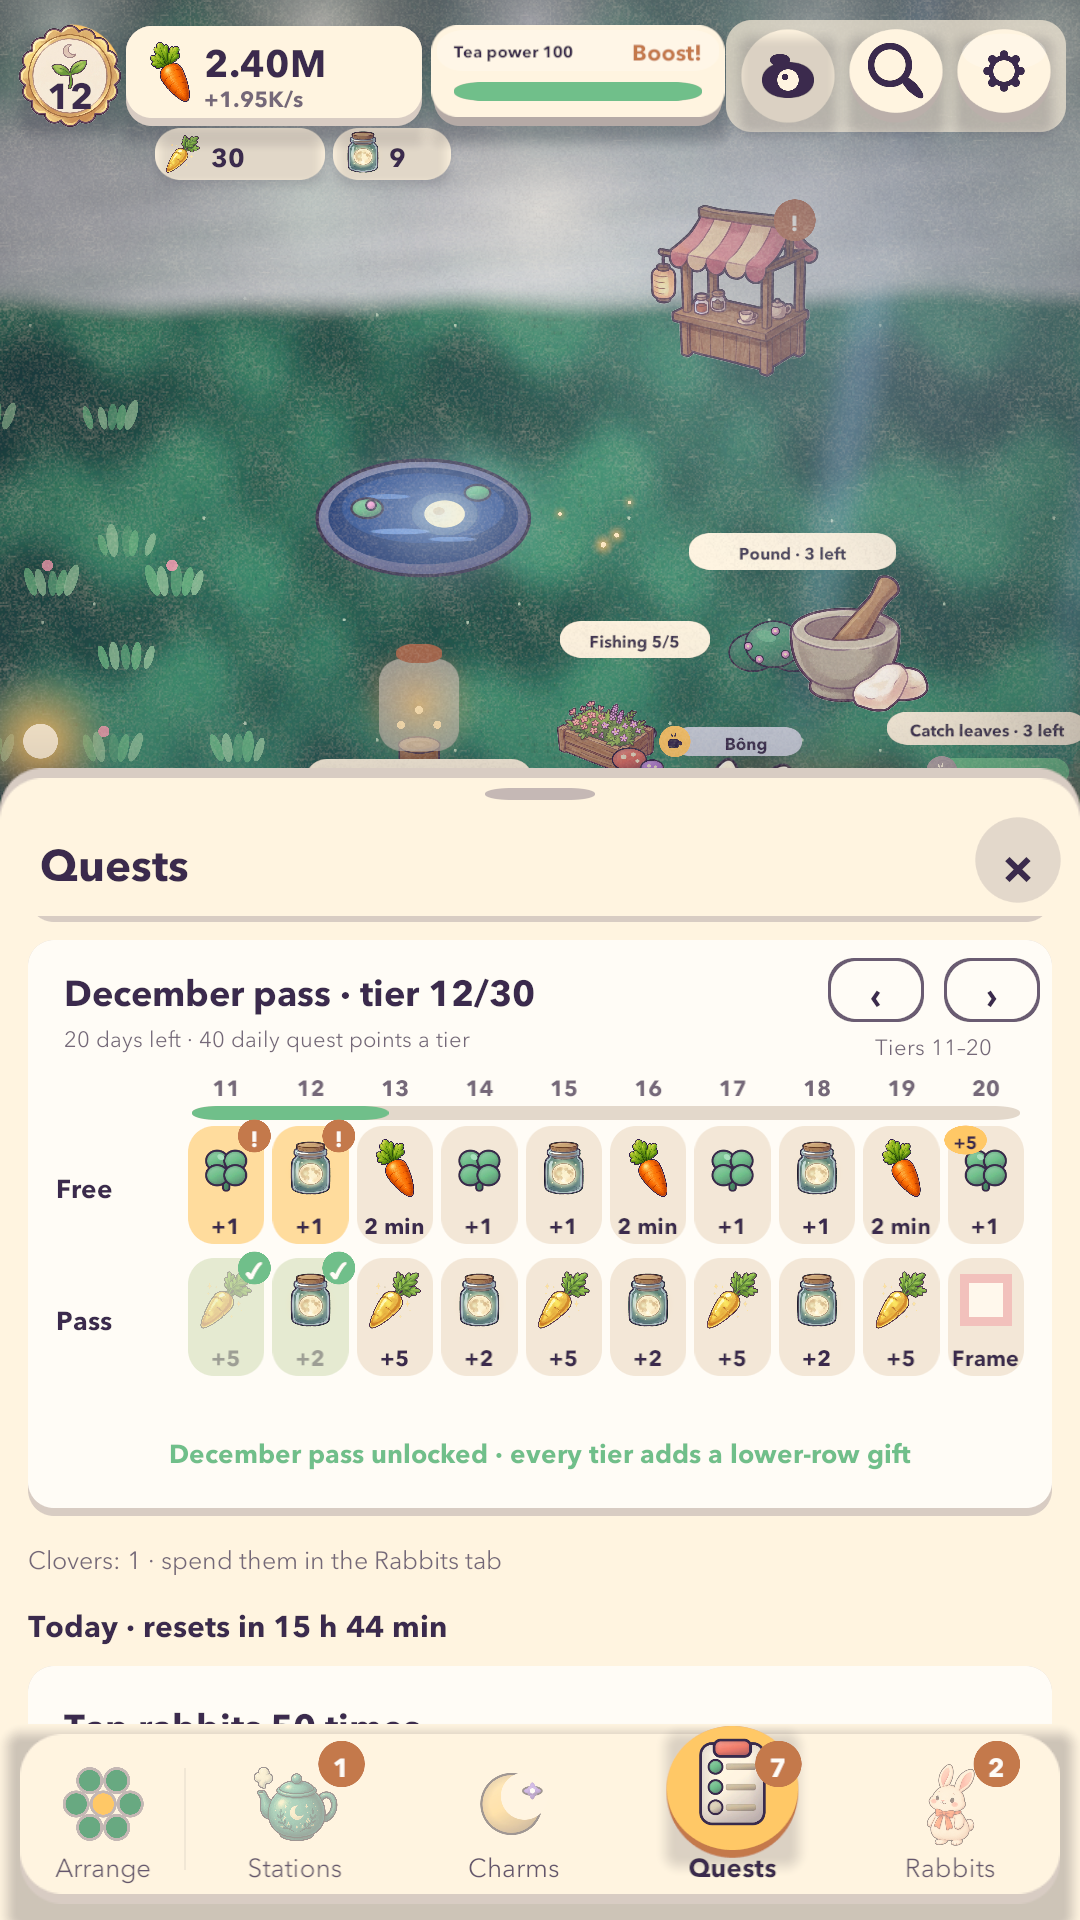 12
2.40M
+1.95K/s
Tea power 100
Boost!
30
9
!
Pound · 3 left
Fishing 5/5
Catch leaves · 3 left
Bông
Quests
December pass · tier 12/30
20 days left · 40 daily quest points a tier
Tiers 11–20
11 12 13 14 15 16 17 18 19 20
! ! +5
Free
+1 +1 2 min +1 +1 2 min +1 +1 2 min +1
Pass
+5 +2 +5 +2 +5 +2 +5 +2 +5 Frame
December pass unlocked · every tier adds a lower-row gift
Clovers: 1 · spend them in the Rabbits tab
Today · resets in 15 h 44 min
Tap rabbits 50 times
1 7 2
Arrange Stations Charms Quests Rabbits